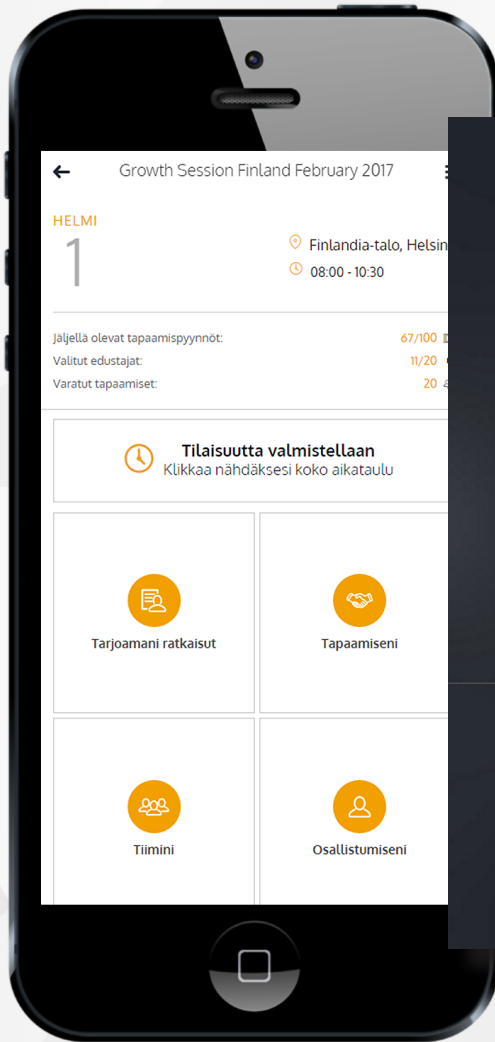 Growth Session Finland February 2017
HELMI
1
Finlandia-talo, Helsin
08:00 - 10:30
Jäljellä olevat tapaamispyynnöt: 67/100
Valitut edustajat: 11/20
Varatut tapaamiset: 20
Tilaisuutta valmistellaan
Klikkaa nähdäksesi koko aikataulu
Tarjoamani ratkaisut
Tapaamiseni
Tiimini
Osallistumiseni